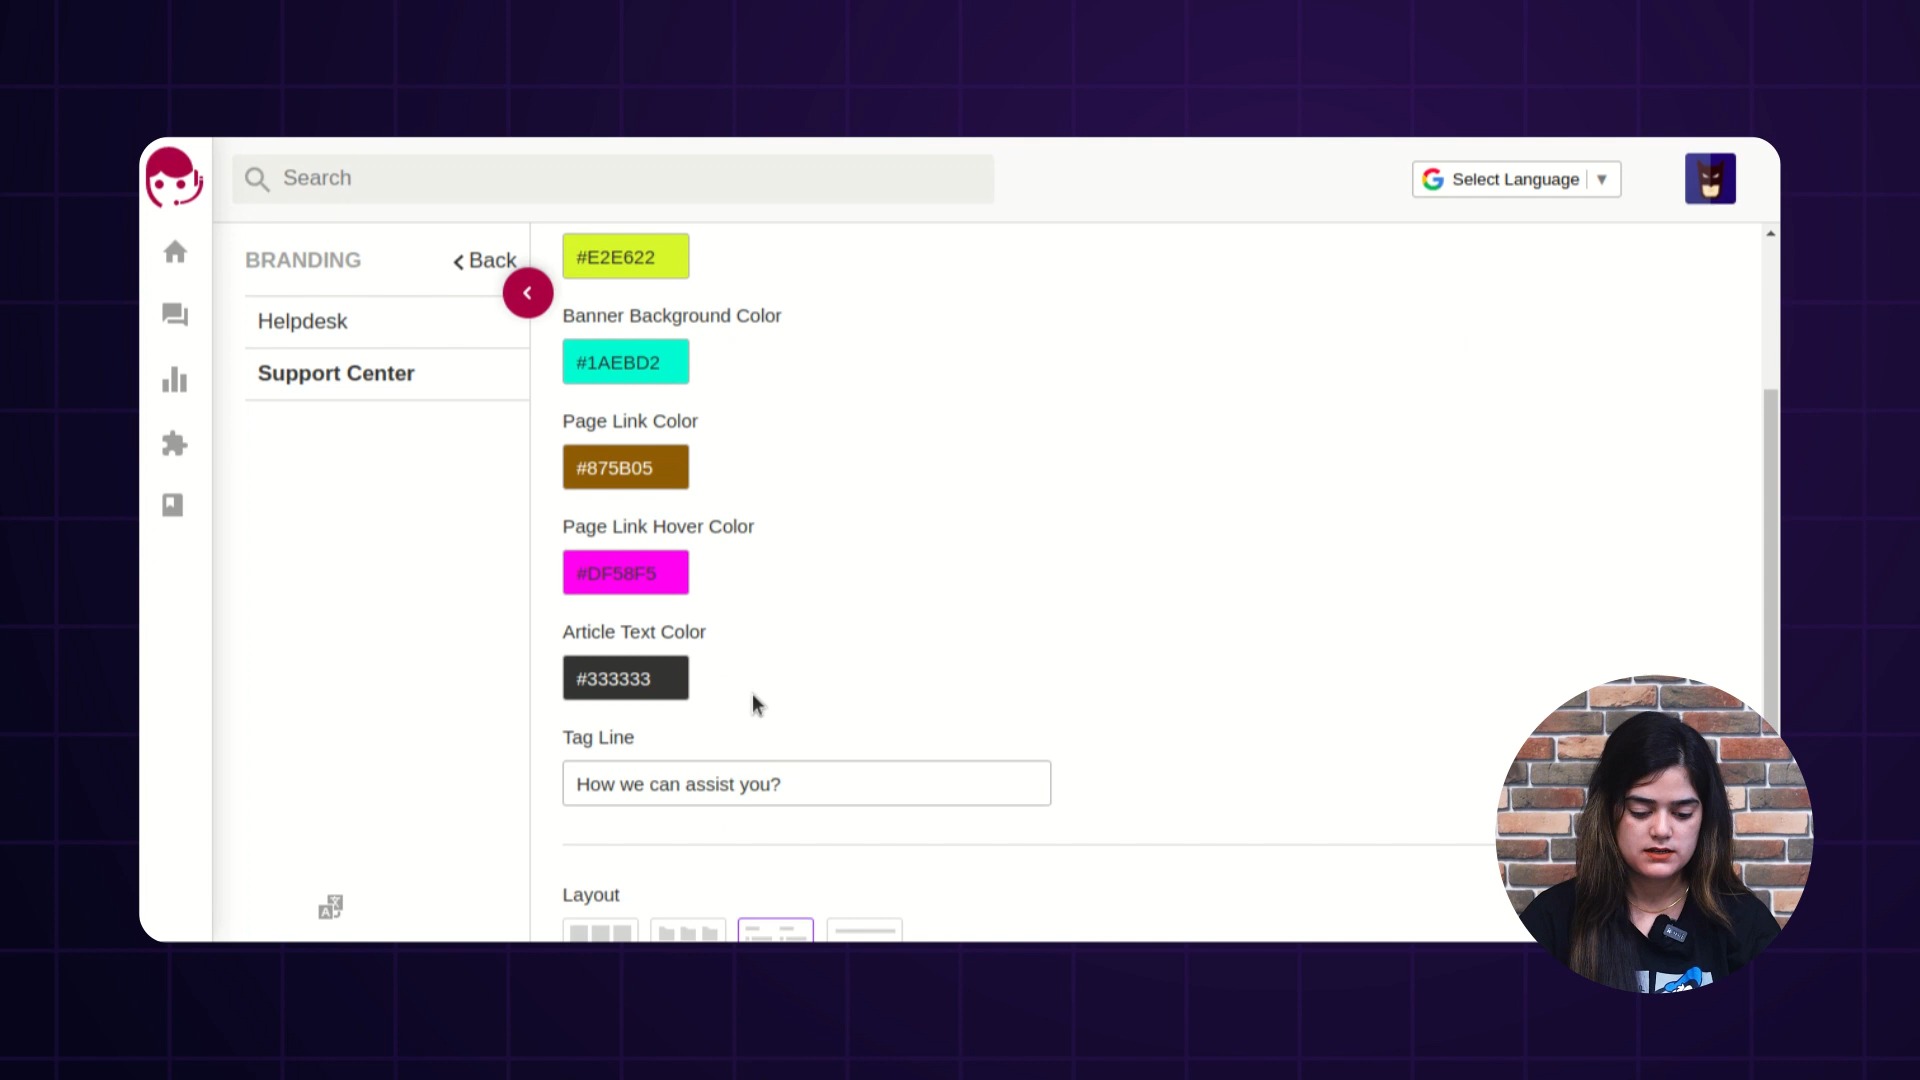 Search
Select Language
BRANDING
Back
Helpdesk
Support Center
#E2E622
Banner Background Color
#1AEBD2
Page Link Color
#875B05
Page Link Hover Color
#DF58F5
Article Text Color
#333333
Tag Line
How we can assist you?
Layout